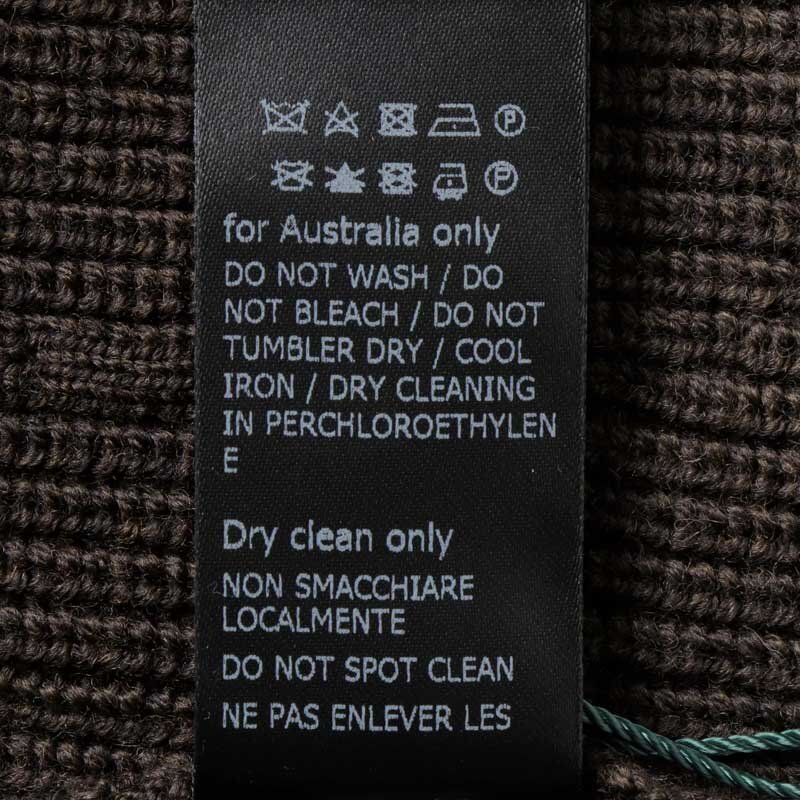 P
P
for Australia only
DO NOT WASH / DO
NOT BLEACH / DO NOT
TUMBLER DRY / COOL
IRON / DRY CLEANING
IN PERCHLOROETHYLEN
E
Dry clean only
NON SMACCHIARE
LOCALMENTE
DO NOT SPOT CLEAN
NE PAS ENLEVER LES